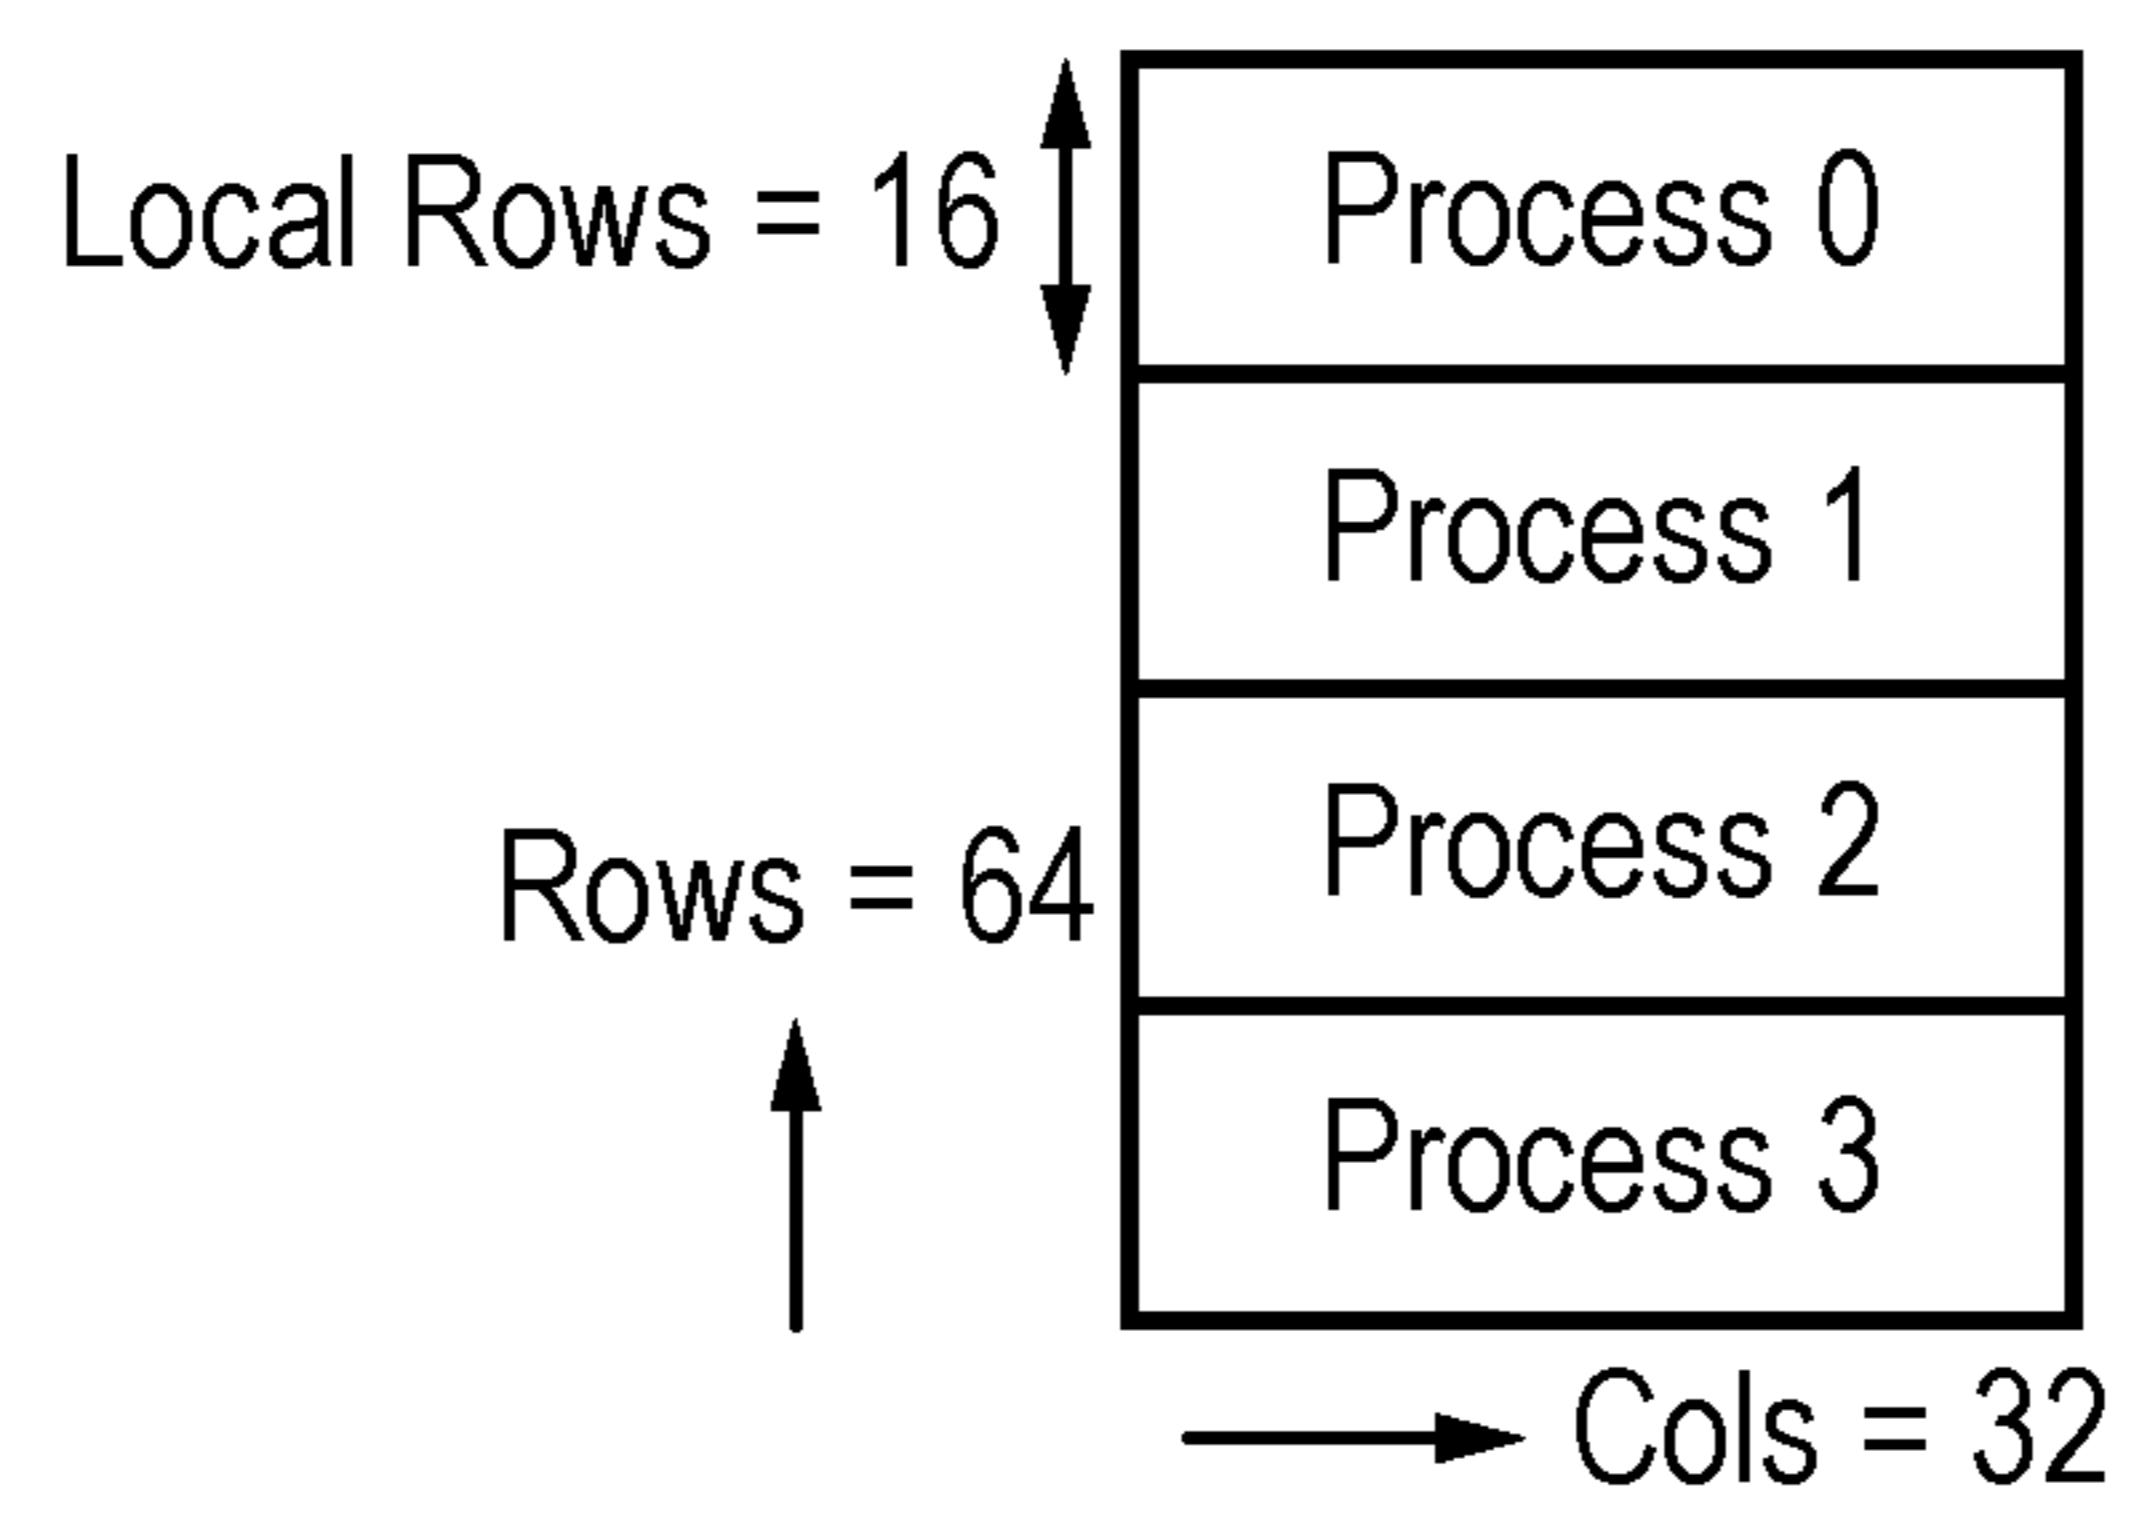 Local Rows = 16
Process 0
Process 1
Process 2
Rows = 64
Process 3
Cols = 32